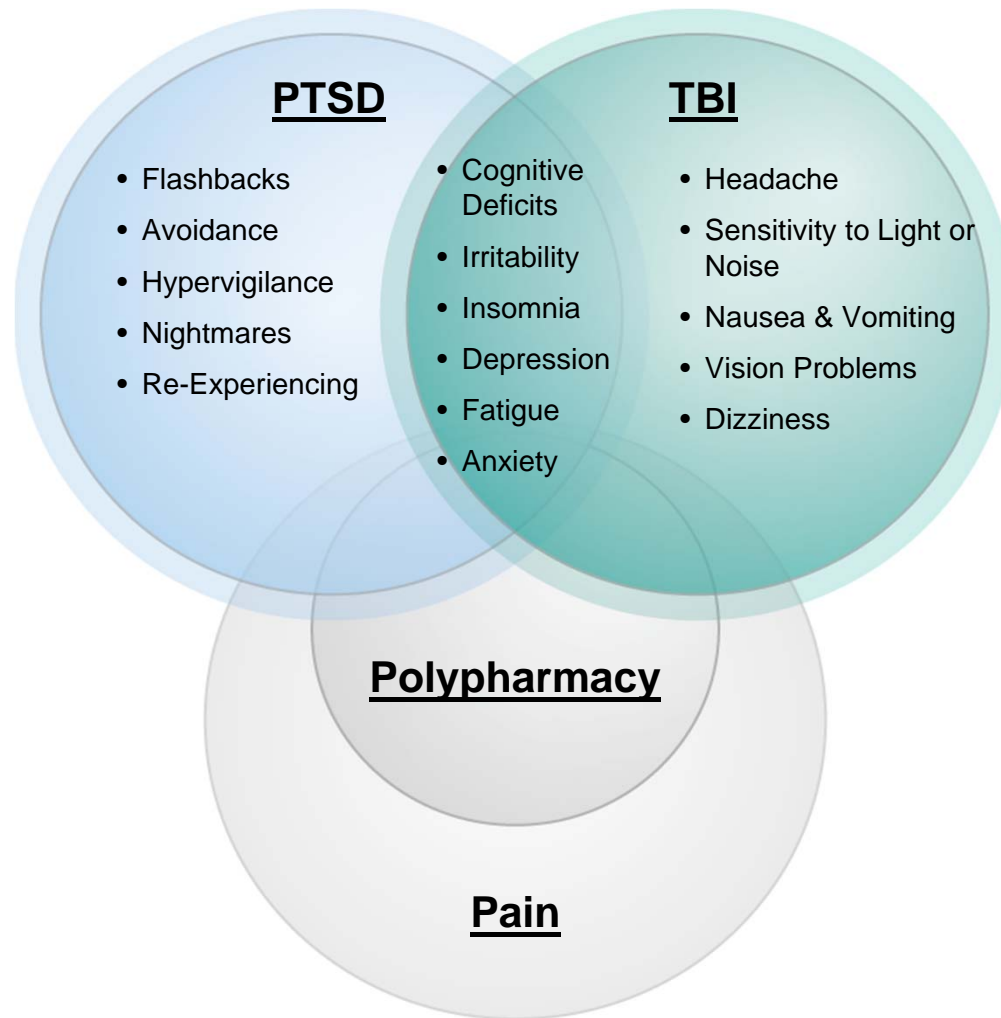 PTSD
• Flashbacks
• Avoidance
• Hypervigilance
• Nightmares
• Re-Experiencing
• Cognitive
Deficits
• Irritability
• Insomnia
• Depression
• Fatigue
• Anxiety
TBI
• Headache
• Sensitivity to Light or
Noise
• Nausea & Vomiting
• Vision Problems
• Dizziness
Polypharmacy
Pain